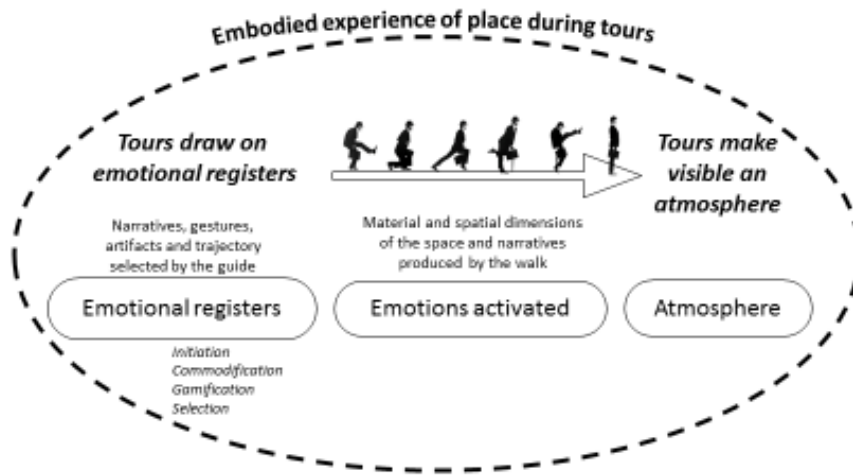 Embodied experience of place during tours
Tours draw on
emotional registers
Tours make
visible an
atmosphere
Narratives, gestures,
artifacts and trajectory
selected by the guide
Material and spatial dimensions
of the space and narratives
produced by the walk
Emotional registers
Emotions activated
Atmosphere
Initiation
Commodification
Gamification
Selection